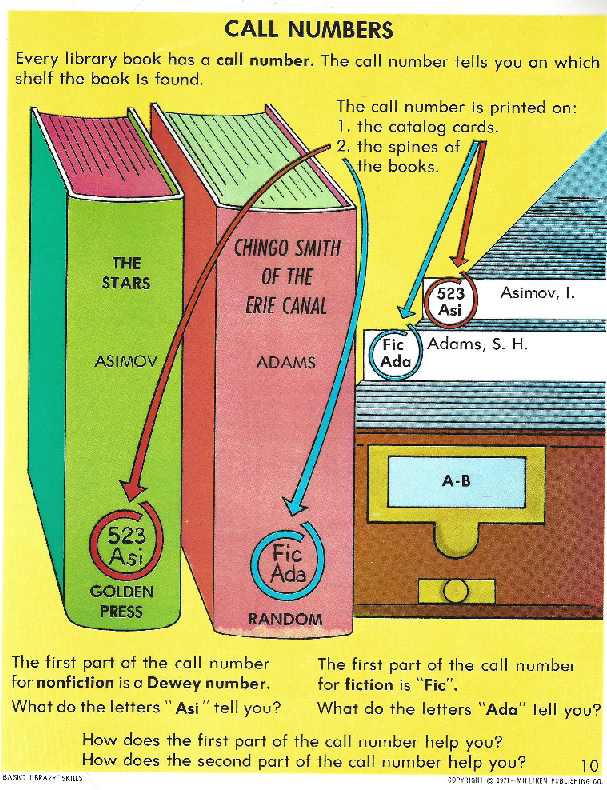 CALL NUMBERS
Every library book has a call number. The call number tells you on which
shelf the book is found.
The call number is printed on:
1. the catalog cards.
2. the spines of
the books.
THE
STARS
ASIMOV
523
Asi
GOLDEN
PRESS
CHINGO SMITH
OF THE
ERIE CANAL
ADAMS
Fic
Ada
RANDOM
523
Asi
Asimov, I.
Fic
Ada
Adams, S. H.
A-B
The first part of the call number
for nonfiction is a Dewey number.
What do the letters "Asi" tell you?
The first part of the call number
for fiction is "Fic".
What do the letters "Ada" tell you?
How does the first part of the call number help you?
How does the second part of the call number help you?
10
BASIC LIBRARY SKILLS
COPYRIGHT © 1971—MILLIKEN PUBLISHING CO.